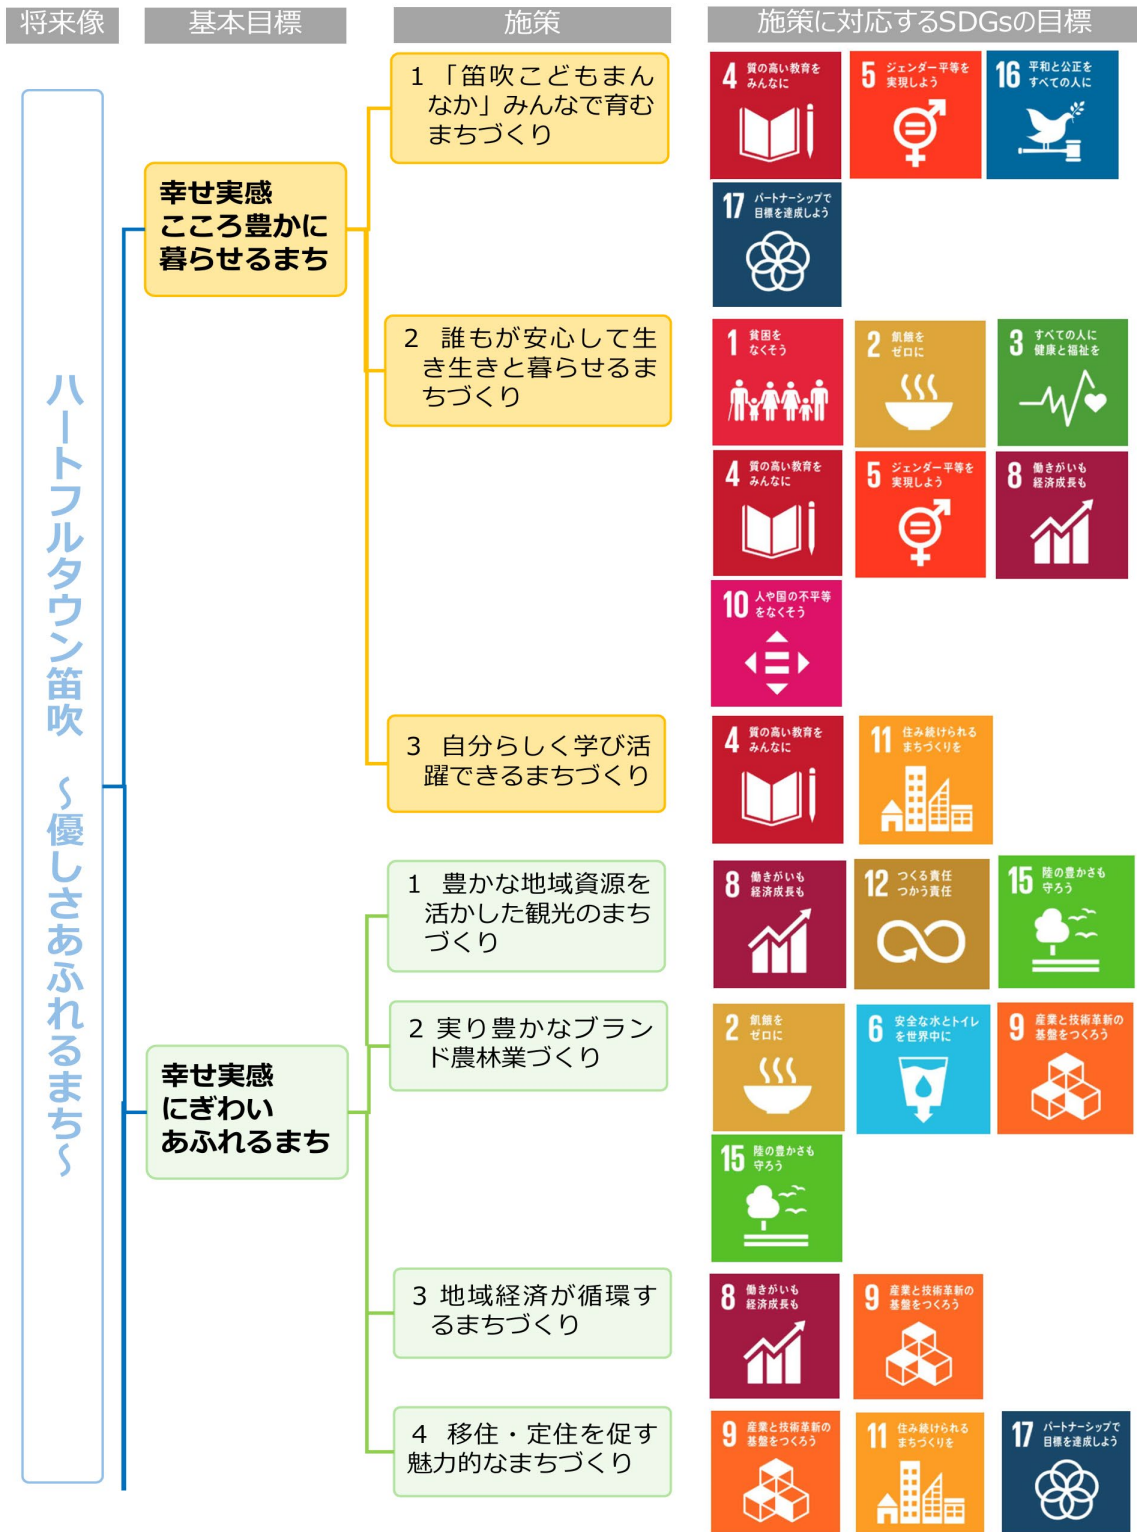 将来像
基本目標
施策
施策に対応するSDGsの目標
ハートフルタウン笛吹 ~優しさあふれるまち~
幸せ実感
こころ豊かに
暮らせるまち
1「笛吹こどもまん
なか」みんなで育む
まちづくり
4 質の高い教育を
みんなに
5 ジェンダー平等を
実現しよう
16 平和と公正を
すべての人に
17 パートナーシップで
目標を達成しよう
2 誰もが安心して生
き生きと暮らせるま
ちづくり
1 貧困を
なくそう
2 飢餓を
ゼロに
3 すべての人に
健康と福祉を
4 質の高い教育を
みんなに
5 ジェンダー平等を
実現しよう
8 働きがいも
経済成長も
10 人や国の不平等
をなくそう
3 自分らしく学び活
躍できるまちづくり
4 質の高い教育を
みんなに
11 住み続けられる
まちづくりを
幸せ実感
にぎわい
あふれるまち
1 豊かな地域資源を
活かした観光のまち
づくり
8 働きがいも
経済成長も
12 つくる責任
つかう責任
15 陸の豊かさも
守ろう
2 実り豊かなブラン
ド農林業づくり
2 飢餓を
ゼロに
6 安全な水とトイレ
を世界中に
9 産業と技術革新の
基盤をつくろう
15 陸の豊かさも
守ろう
3 地域経済が循環す
るまちづくり
8 働きがいも
経済成長も
9 産業と技術革新の
基盤をつくろう
4 移住・定住を促す
魅力的なまちづくり
9 産業と技術革新の
基盤をつくろう
11 住み続けられる
まちづくりを
17 パートナーシップで
目標を達成しよう